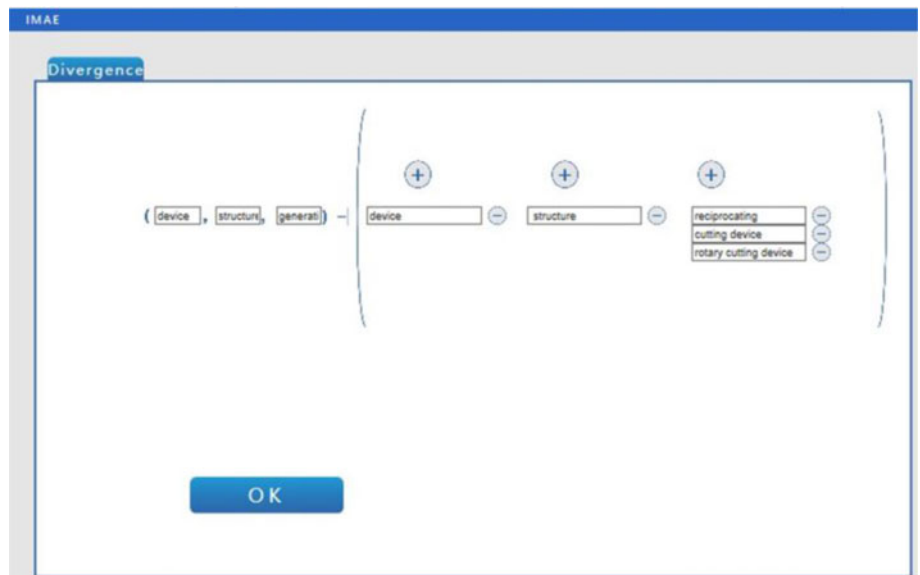 IMAE
Divergence
( device , structure, generati ) – device structure reciprocating
cutting device
rotary cutting device
OK